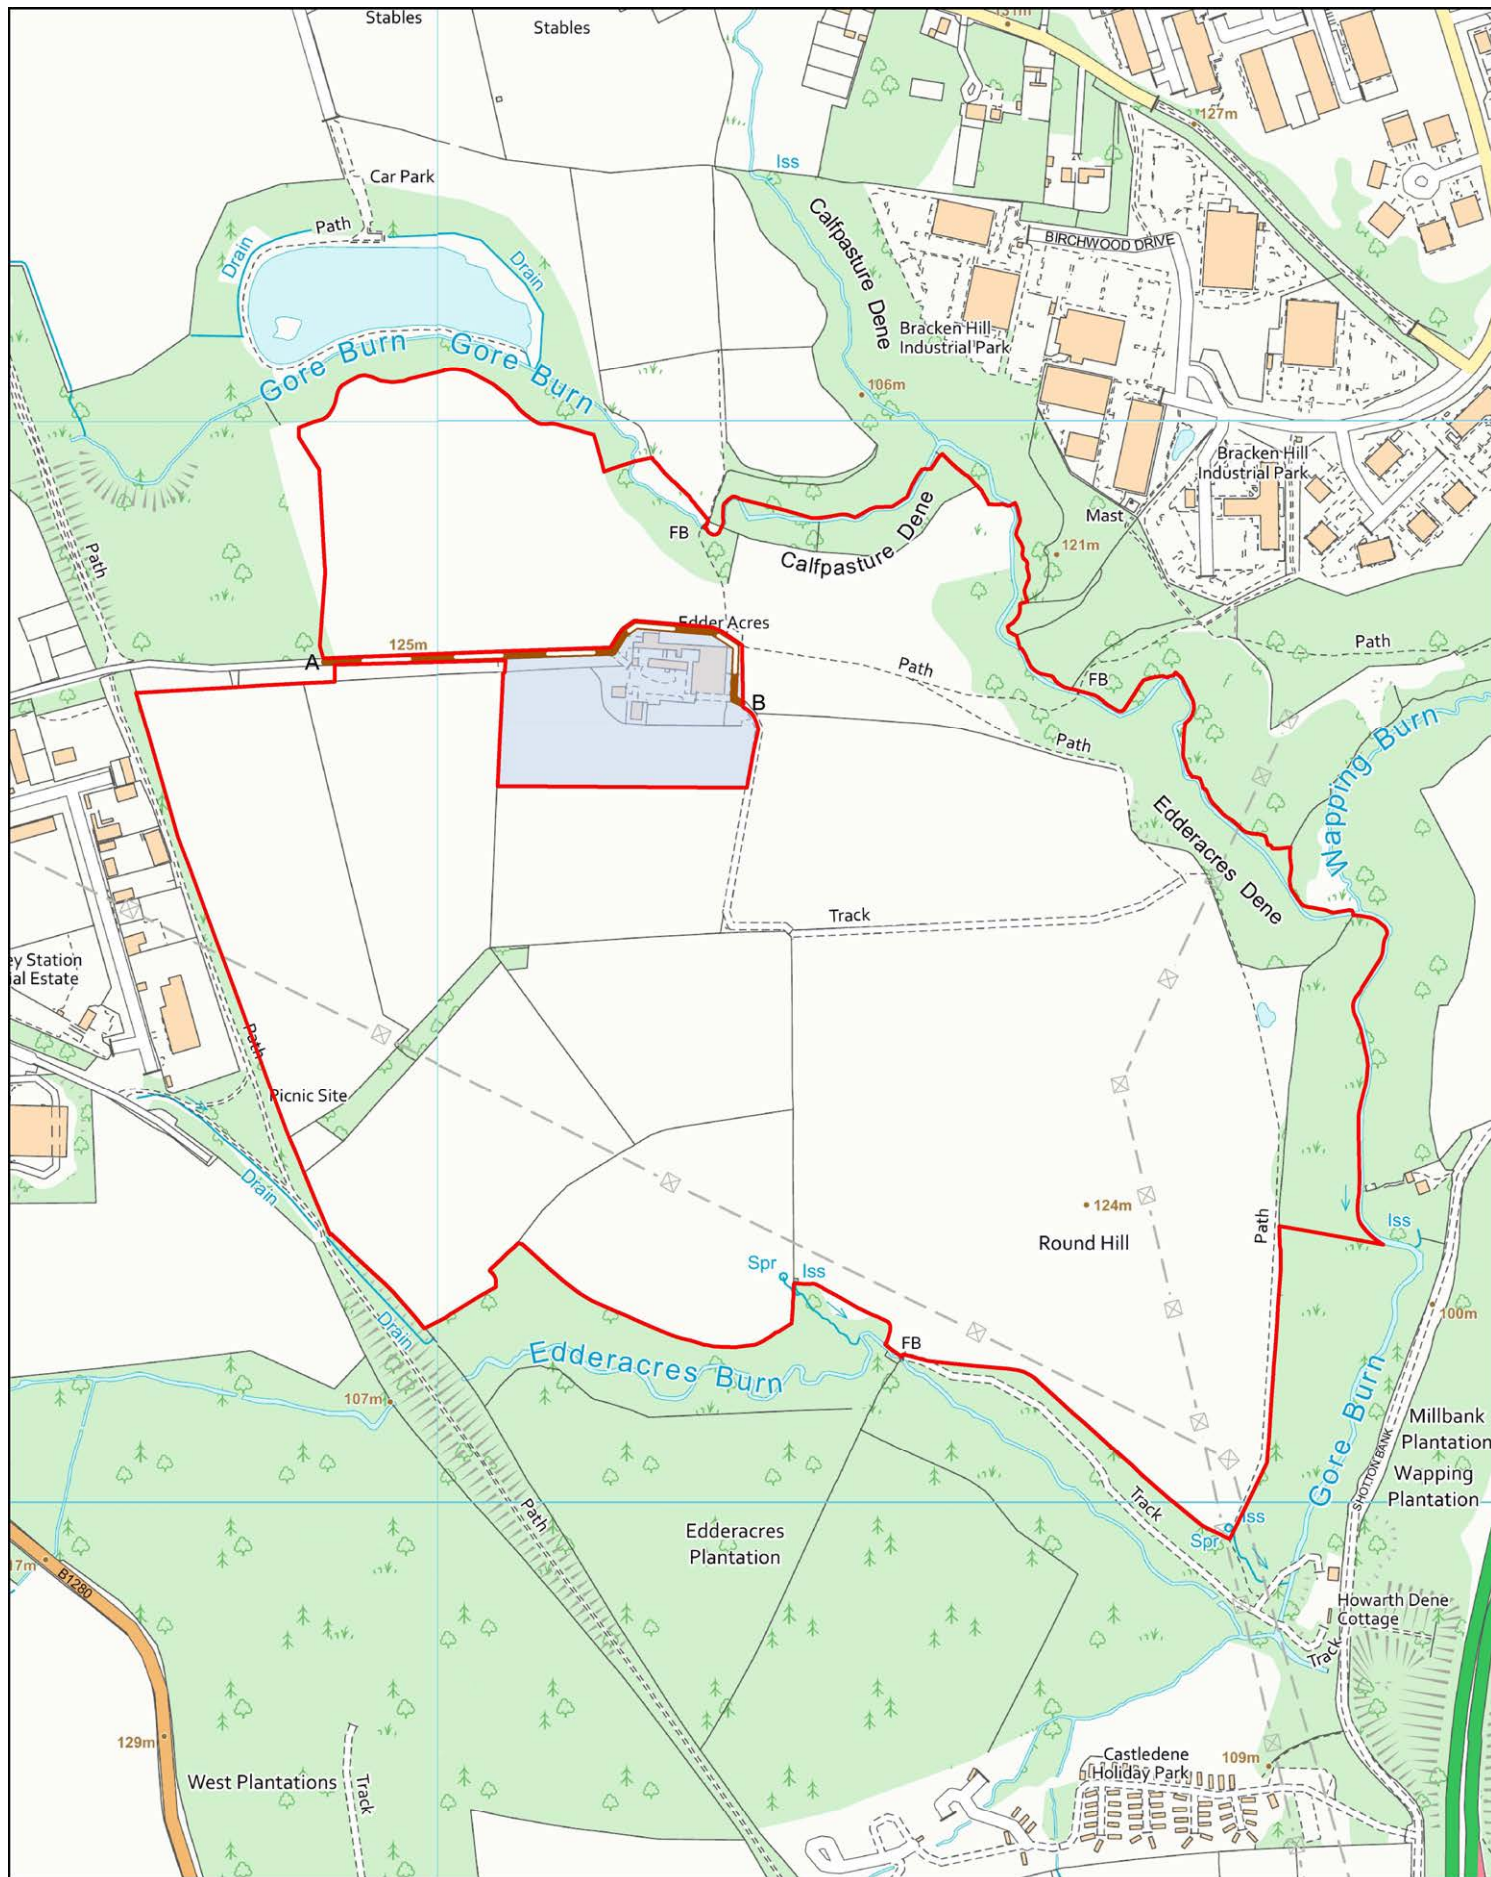 Stables
Stables
131m
127m
Iss
Car Park
Path
Drain
Drain
Calfpasture Dene
BIRCHWOOD DRIVE
Bracken Hill
Industrial Park
Gore Burn
Gore Burn
106m
Bracken Hill
Industrial Park
Mast
FB
121m
Calfpasture Dene
Path
Edder Acres
125m
A
B
Path
Path
FB
Path
Wapping Burn
Edderacres Dene
Track
ey Station
ial Estate
Path
Picnic Site
Drain
124m
Round Hill
Path
Iss
Spr
Iss
Drain
FB
100m
Edderacres Burn
107m
Gore Burn
Millbank
Plantation
SHOTTON BANK
Wapping
Plantation
Track
Path
Edderacres
Plantation
Iss
Spr
17m
B1280
Howarth Dene
Cottage
Track
129m
West Plantations
Track
Castledene
Holiday Park
109m